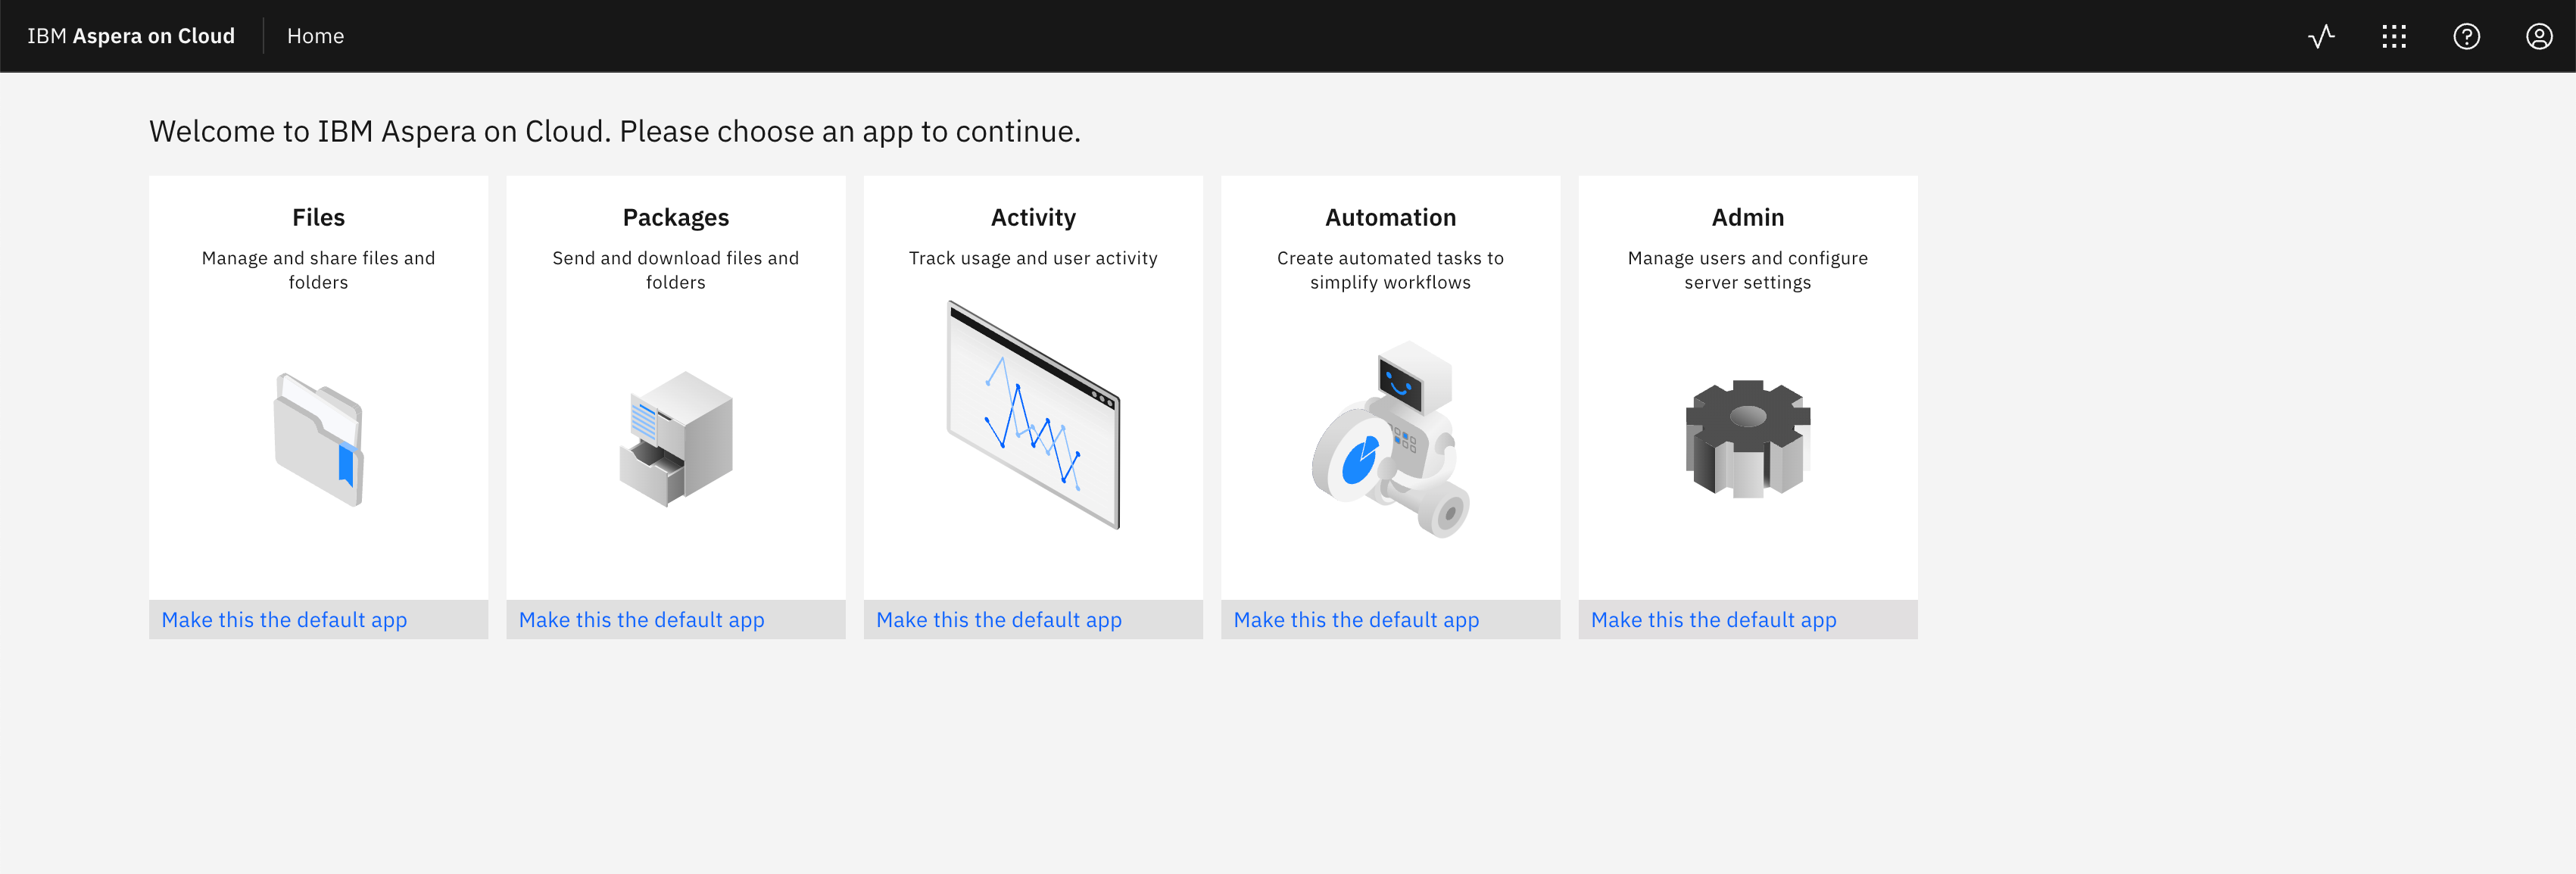 IBM Aspera on Cloud
Home
Welcome to IBM Aspera on Cloud. Please choose an app to continue.
Files
Manage and share files and
folders
Make this the default app
Packages
Send and download files and
folders
Make this the default app
Activity
Track usage and user activity
Make this the default app
Automation
Create automated tasks to
simplify workflows
Make this the default app
Admin
Manage users and configure
server settings
Make this the default app